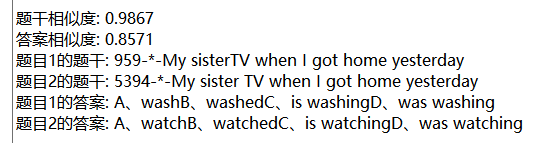 题干相似度: 0.9867
答案相似度: 0.8571
题目1的题干: 959-*-My sisterTV when I got home yesterday
题目2的题干: 5394-*-My sister TV when I got home yesterday
题目1的答案: A、washB、washedC、is washingD、was washing
题目2的答案: A、watchB、watchedC、is watchingD、was watching